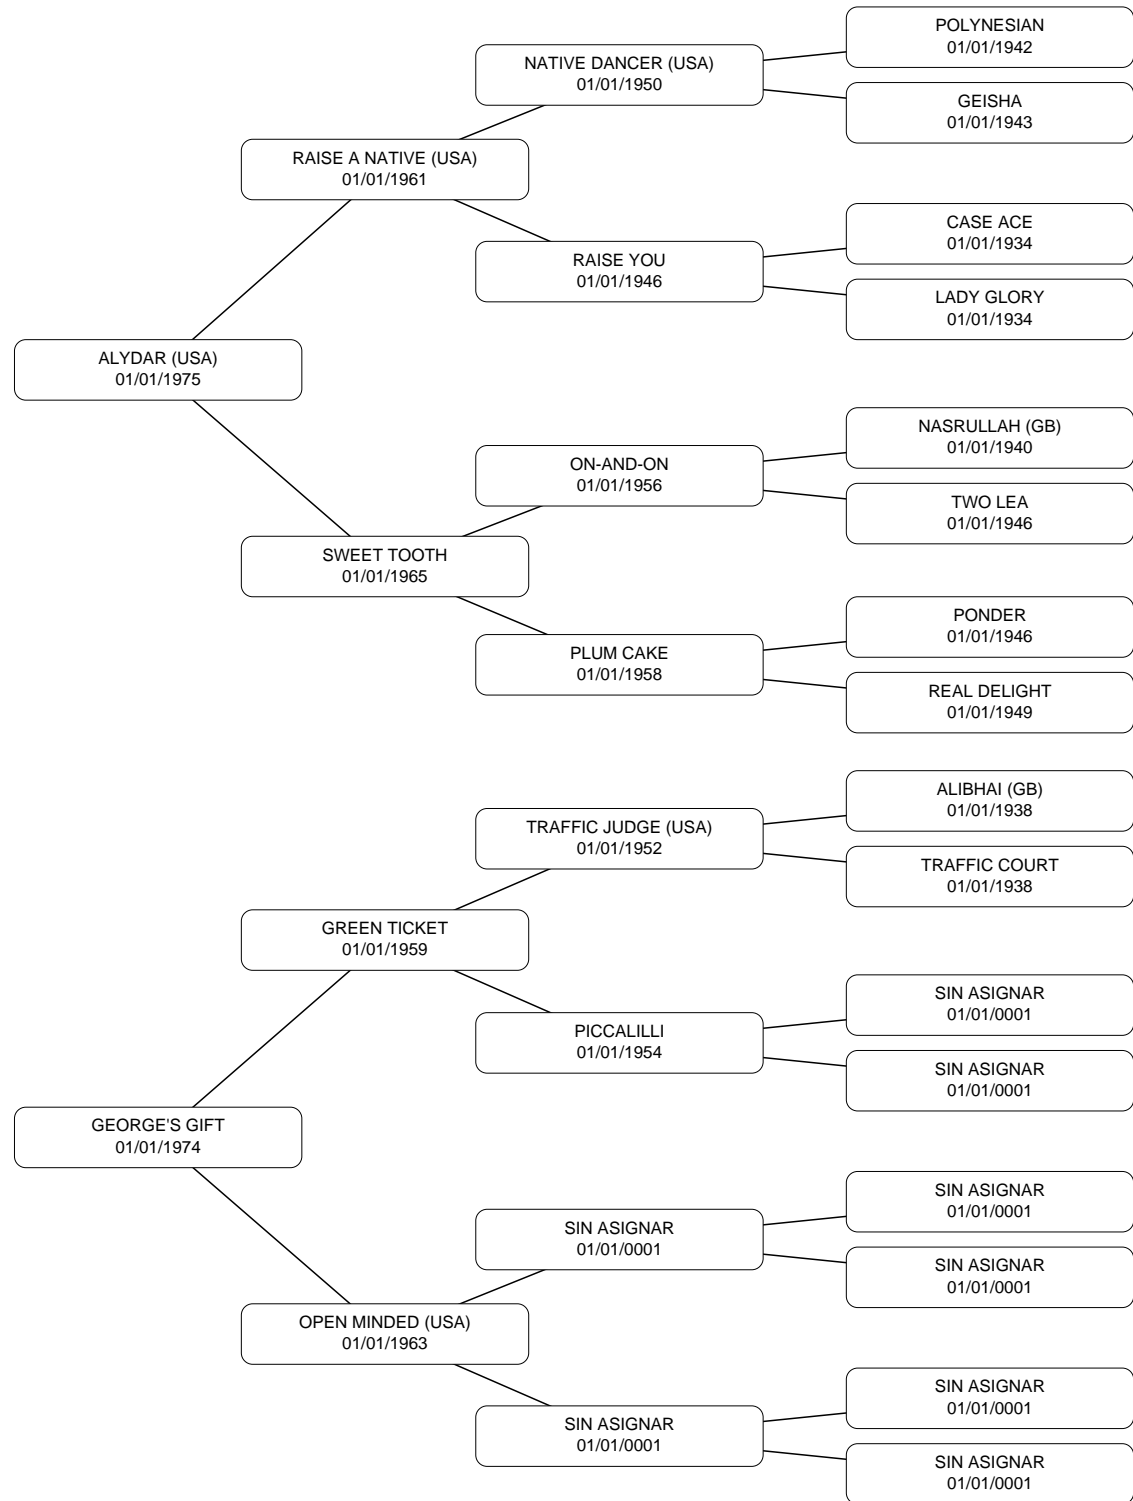 POLYNESIAN
01/01/1942
NATIVE DANCER (USA)
01/01/1950
GEISHA
01/01/1943
RAISE A NATIVE (USA)
01/01/1961
CASE ACE
01/01/1934
RAISE YOU
01/01/1946
LADY GLORY
01/01/1934
ALYDAR (USA)
01/01/1975
NASRULLAH (GB)
01/01/1940
ON-AND-ON
01/01/1956
TWO LEA
01/01/1946
SWEET TOOTH
01/01/1965
PONDER
01/01/1946
PLUM CAKE
01/01/1958
REAL DELIGHT
01/01/1949
ALIBHAI (GB)
01/01/1938
TRAFFIC JUDGE (USA)
01/01/1952
TRAFFIC COURT
01/01/1938
GREEN TICKET
01/01/1959
SIN ASIGNAR
01/01/0001
PICCALILLI
01/01/1954
SIN ASIGNAR
01/01/0001
GEORGE'S GIFT
01/01/1974
SIN ASIGNAR
01/01/0001
SIN ASIGNAR
01/01/0001
SIN ASIGNAR
01/01/0001
OPEN MINDED (USA)
01/01/1963
SIN ASIGNAR
01/01/0001
SIN ASIGNAR
01/01/0001
SIN ASIGNAR
01/01/0001